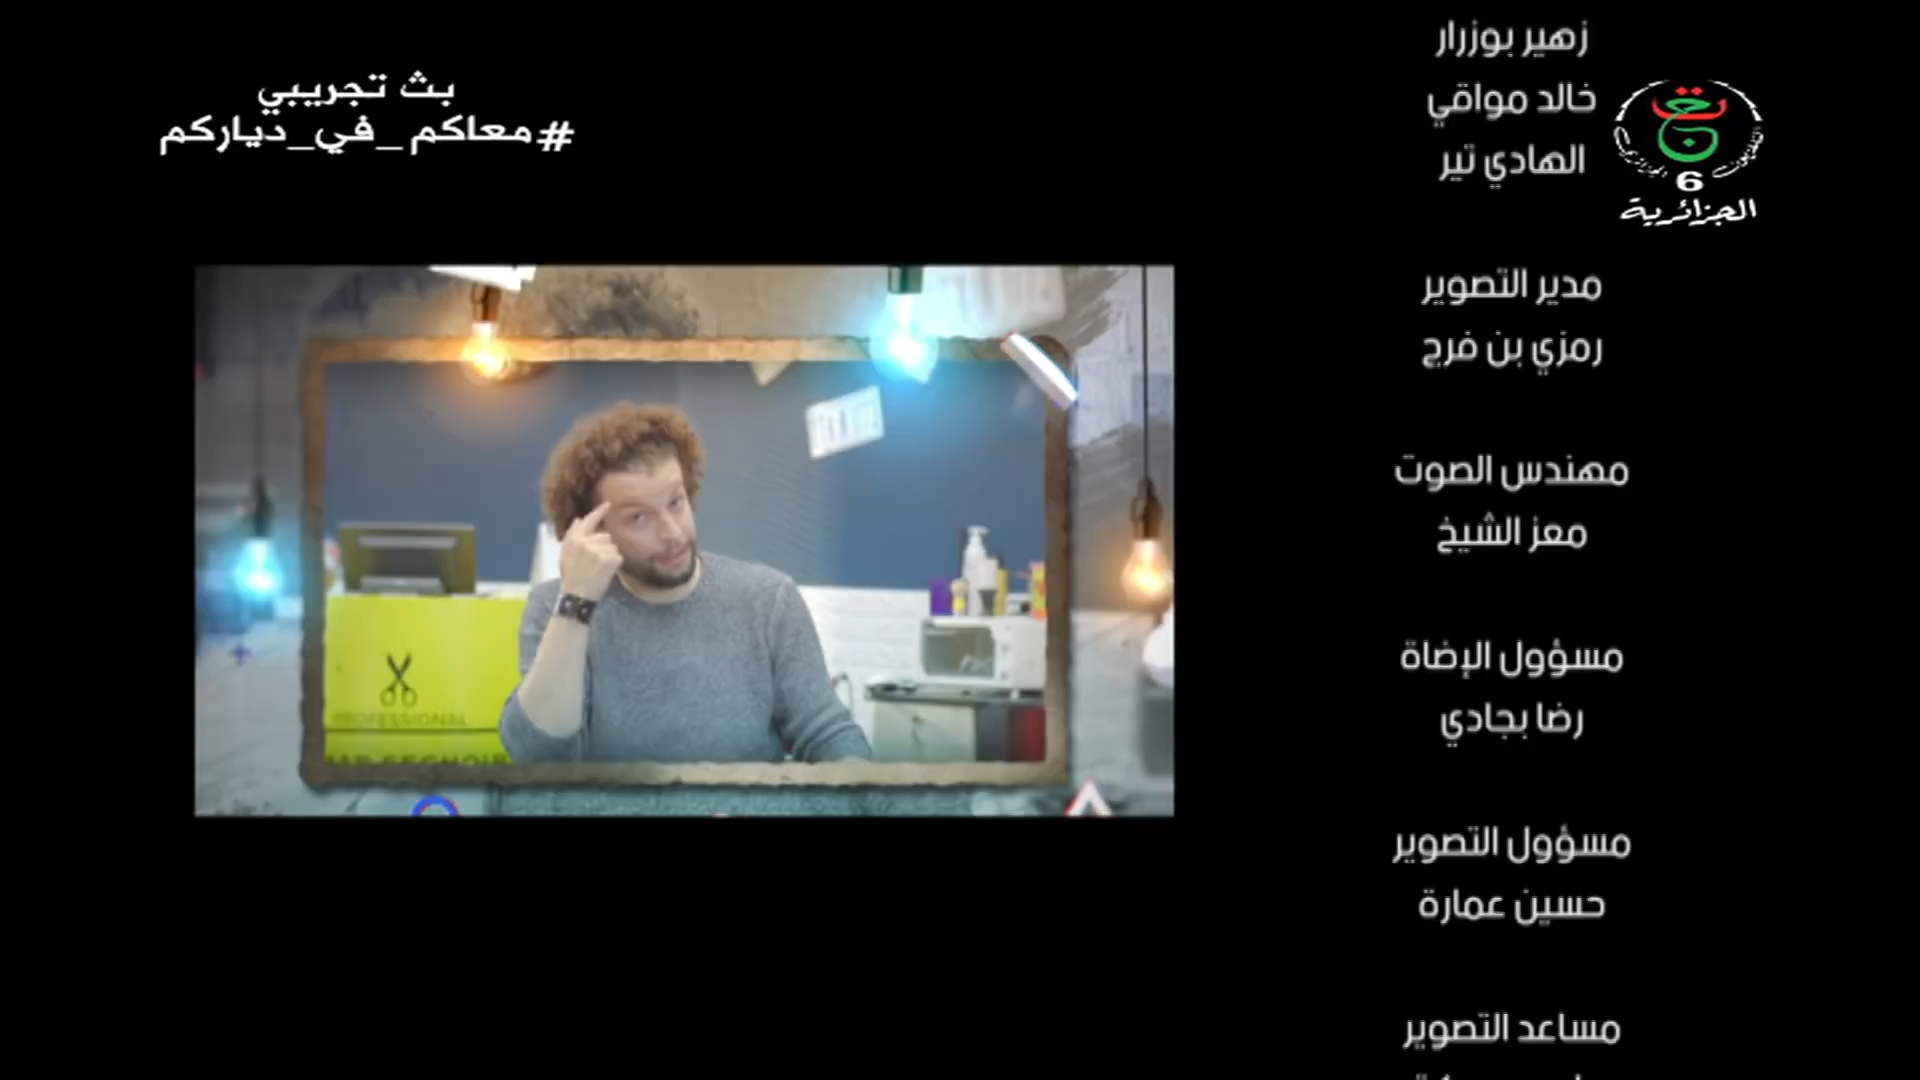 بث تجريبي
#معاكم_في_دياركم
زهير بوزرار
خالد مواقي
الهادي تير
6
الجزائرية
مدير التصوير
رمزي بن فرج
مهندس الصوت
معز الشيخ
مسؤول الإضاة
رضا بجادي
مسؤول التصوير
حسين عمارة
مساعد التصوير
PROFESSIONAL